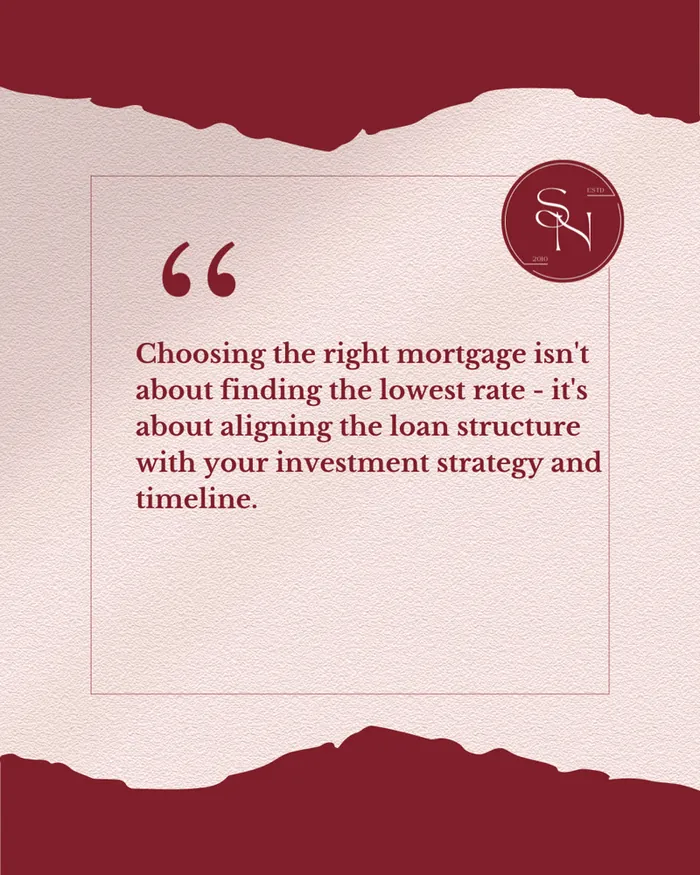 SN
ESTD
2010
“
Choosing the right mortgage isn't
about finding the lowest rate - it's
about aligning the loan structure
with your investment strategy and
timeline.